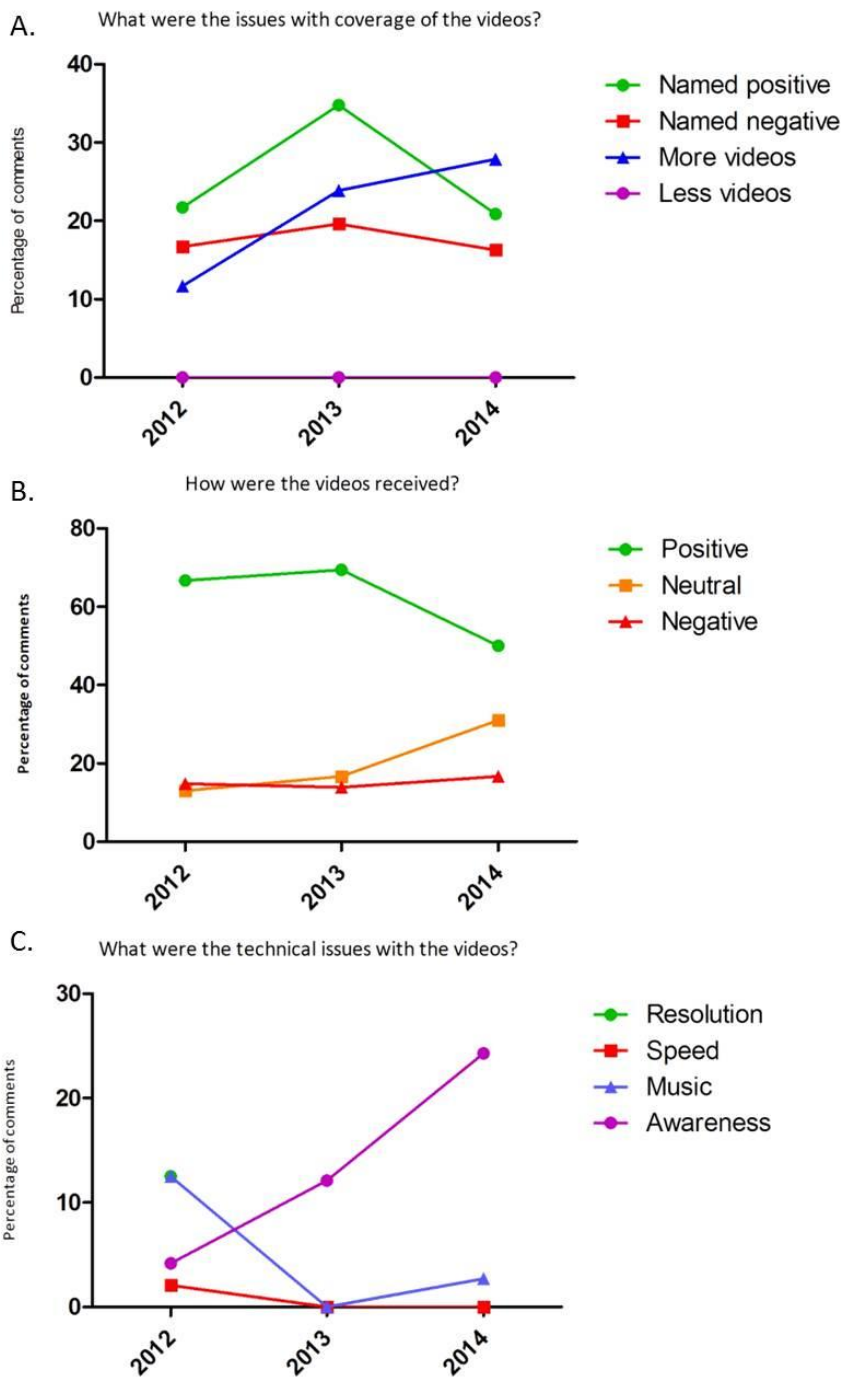 A.
What were the issues with coverage of the videos?
Percentage of comments
40
30
20
10
0
2012
2013
2014
Named positive
Named negative
More videos
Less videos
B.
How were the videos received?
Percentage of comments
80
60
40
20
0
2012
2013
2014
Positive
Neutral
Negative
C.
What were the technical issues with the videos?
Percentage of comments
30
20
10
0
2012
2013
2014
Resolution
Speed
Music
Awareness